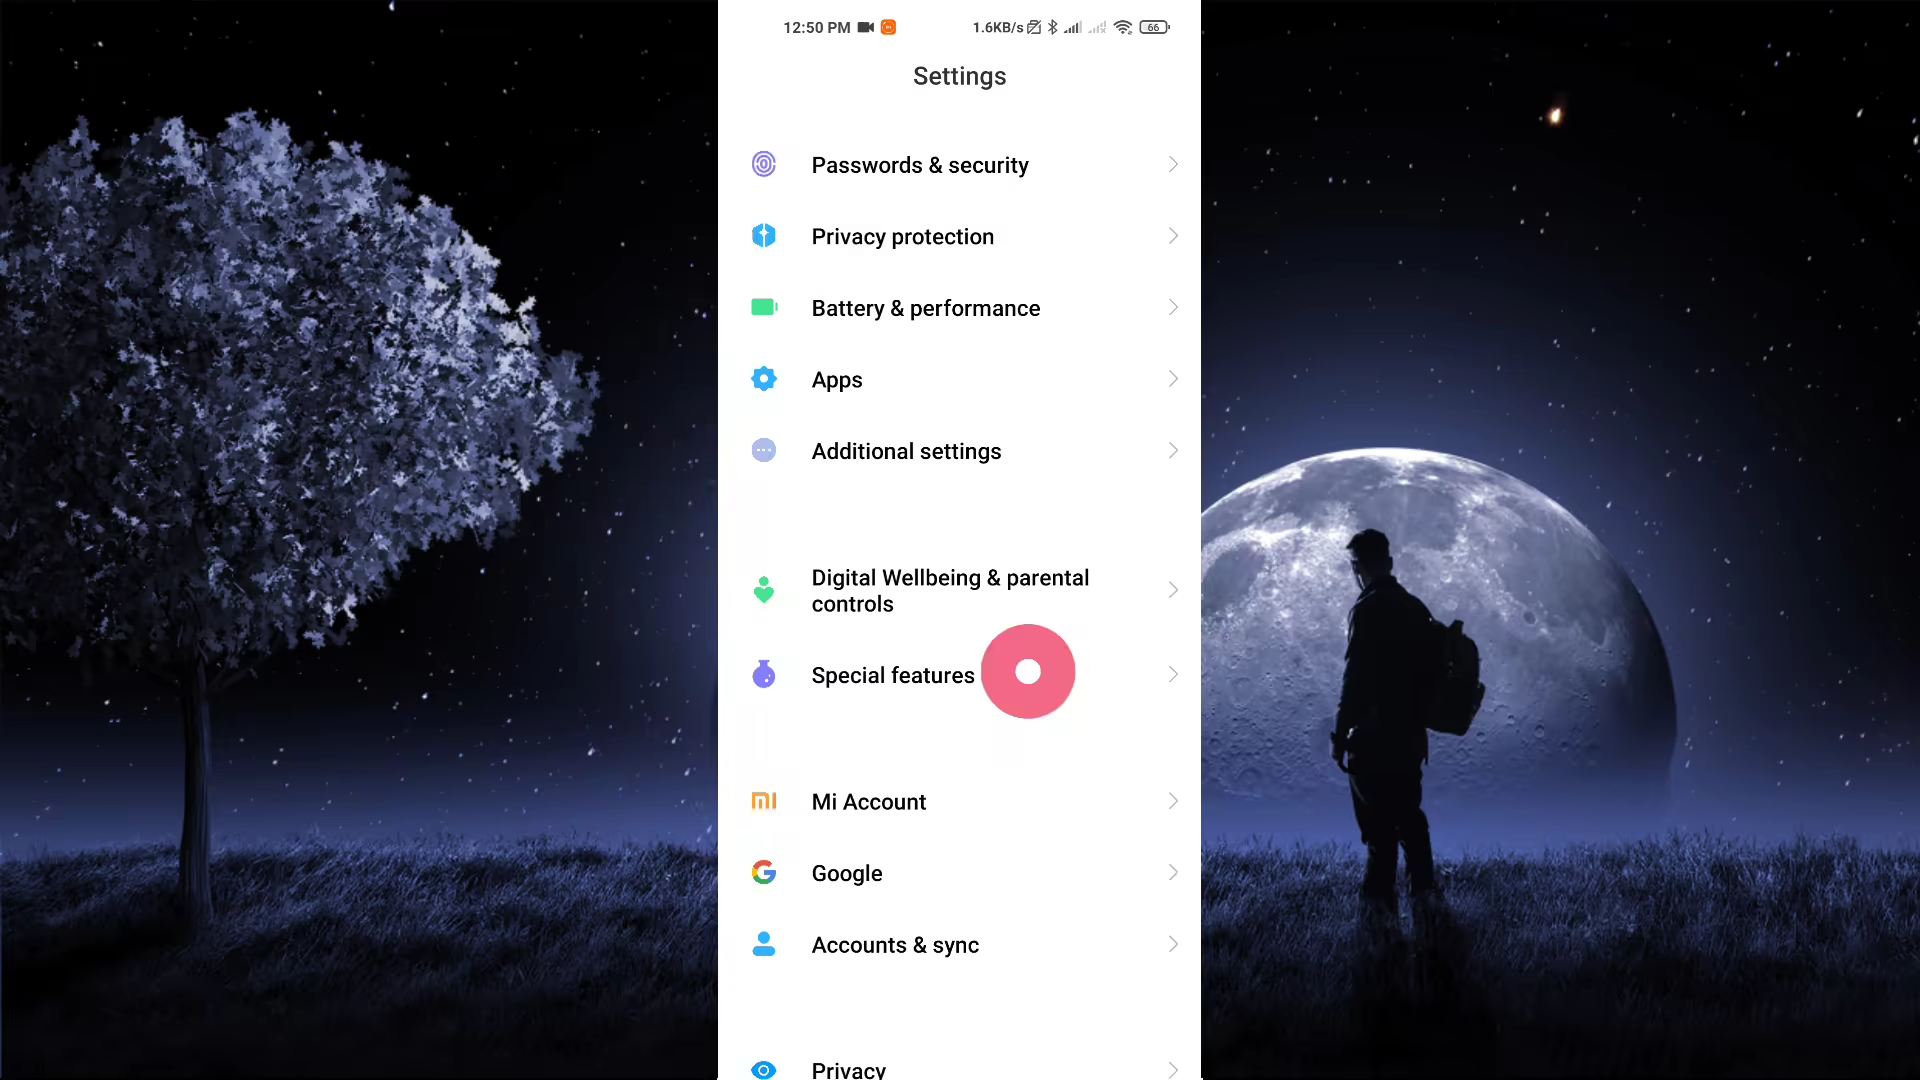 12:50 PM 1.6KB/s 66
Settings
Passwords & security
Privacy protection
Battery & performance
Apps
Additional settings
Digital Wellbeing & parental
controls
Special features
Mi Account
Google
Accounts & sync
Privacy